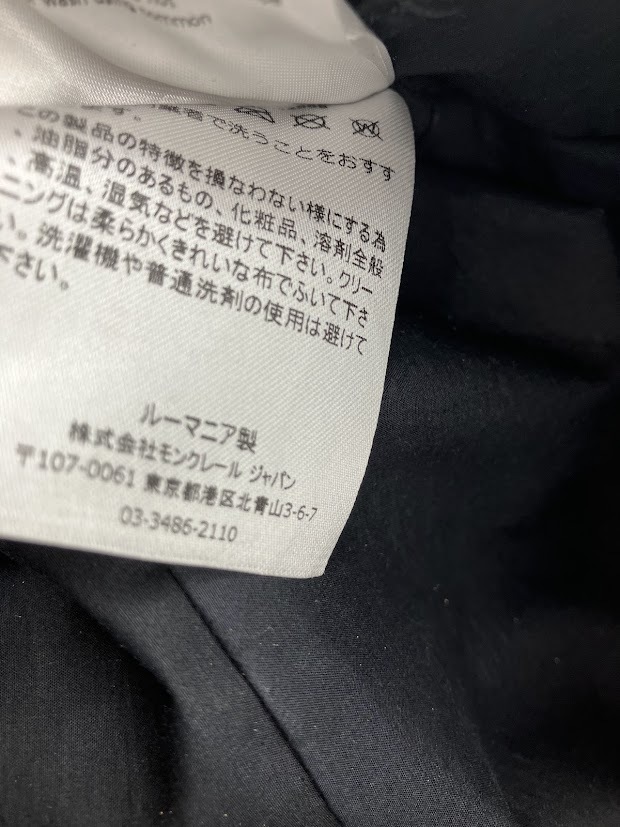 wash using common
の製品の特徴を損なわない様にする為
、油脂分のあるもの、化粧品、溶剤全般
、高温、湿気などを避けて下さい。クリー
ニングは柔らかくきれいな布でふいて下さ
い。洗濯機や普通洗剤の使用は避けて
下さい。
ルーマニア製
株式会社モンクレール ジャパン
〒107-0061 東京都港区北青山3-6-7
03-3486-2110